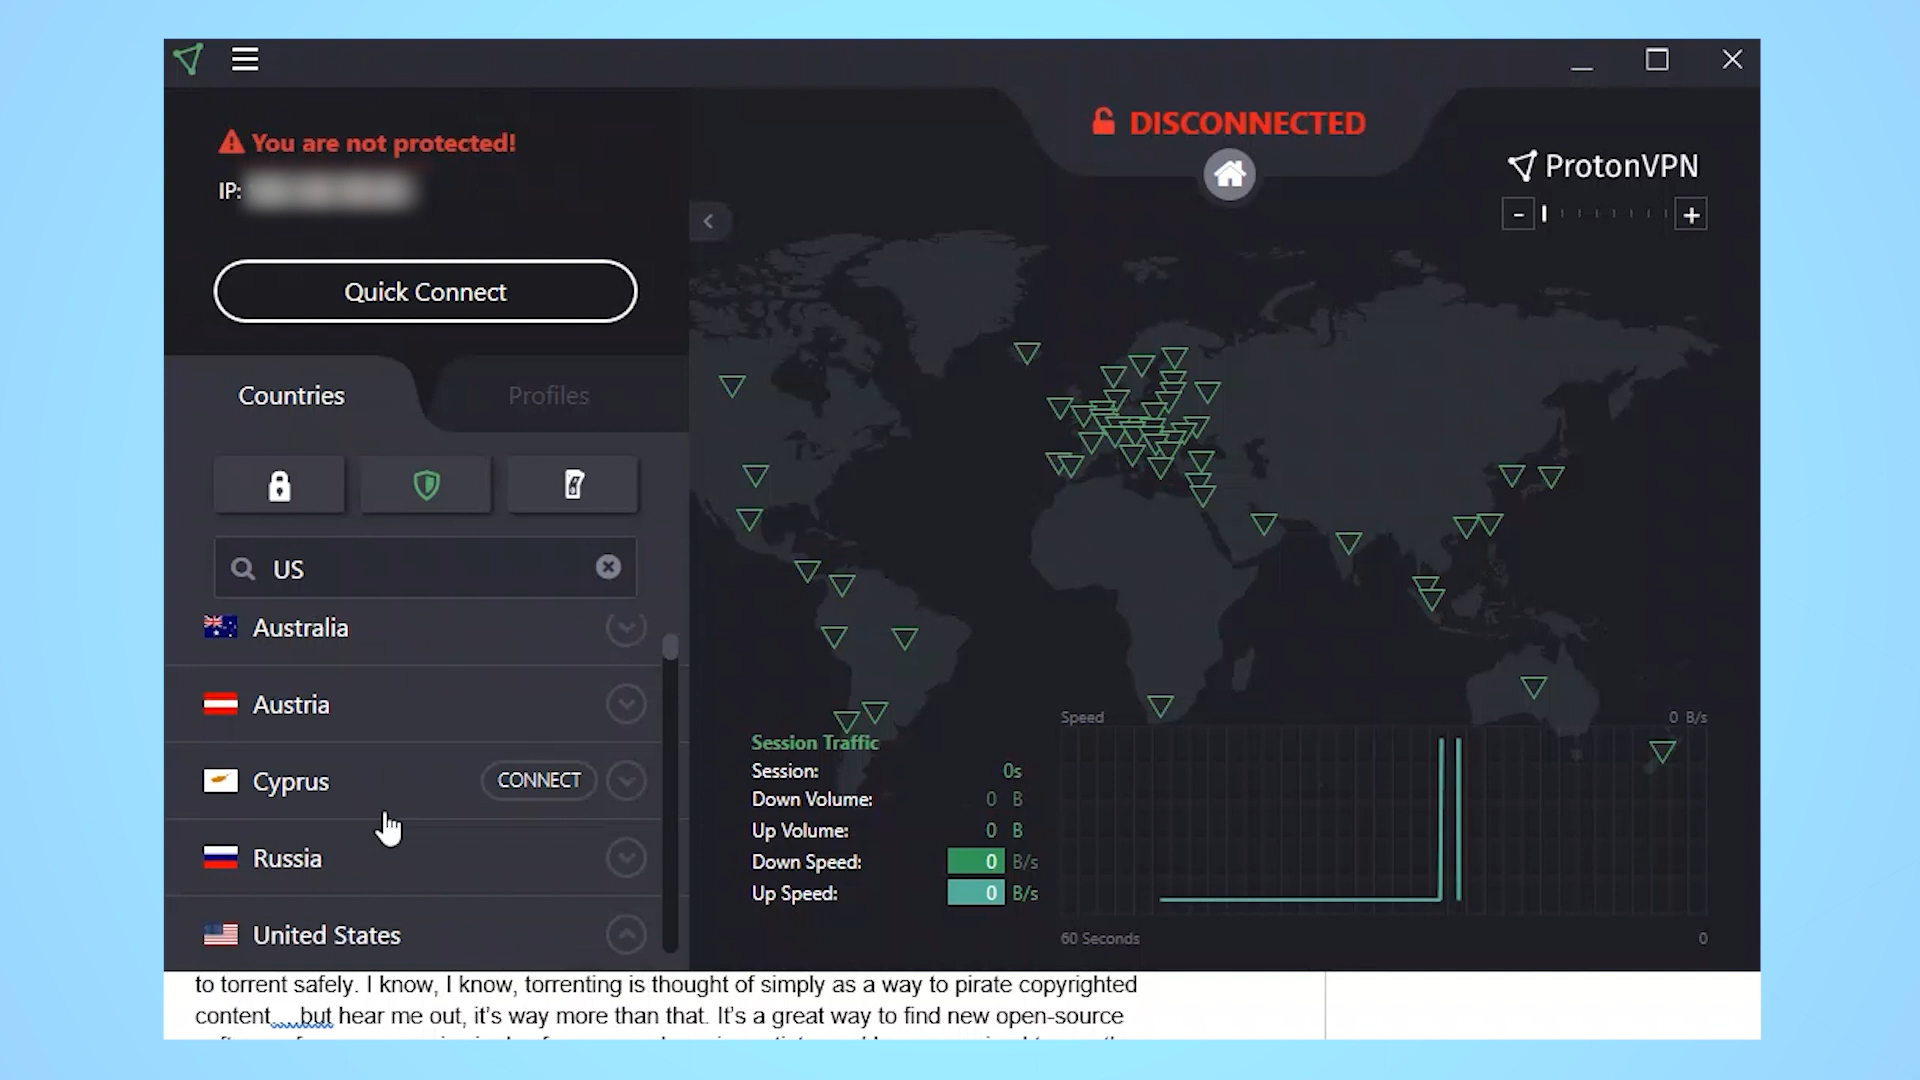 You are not protected!
IP:
Quick Connect
Countries
Profiles
US
Australia
Austria
Cyprus
CONNECT
Russia
United States
DISCONNECTED
ProtonVPN
-
+
Session Traffic
Session: 0s
Down Volume: 0 B
Up Volume: 0 B
Down Speed: 0 B/s
Up Speed: 0 B/s
Speed 0 B/s
60 Seconds 0
to torrent safely. I know, I know, torrenting is thought of simply as a way to pirate copyrighted
content.....but hear me out, it's way more than that. It's a great way to find new open-source